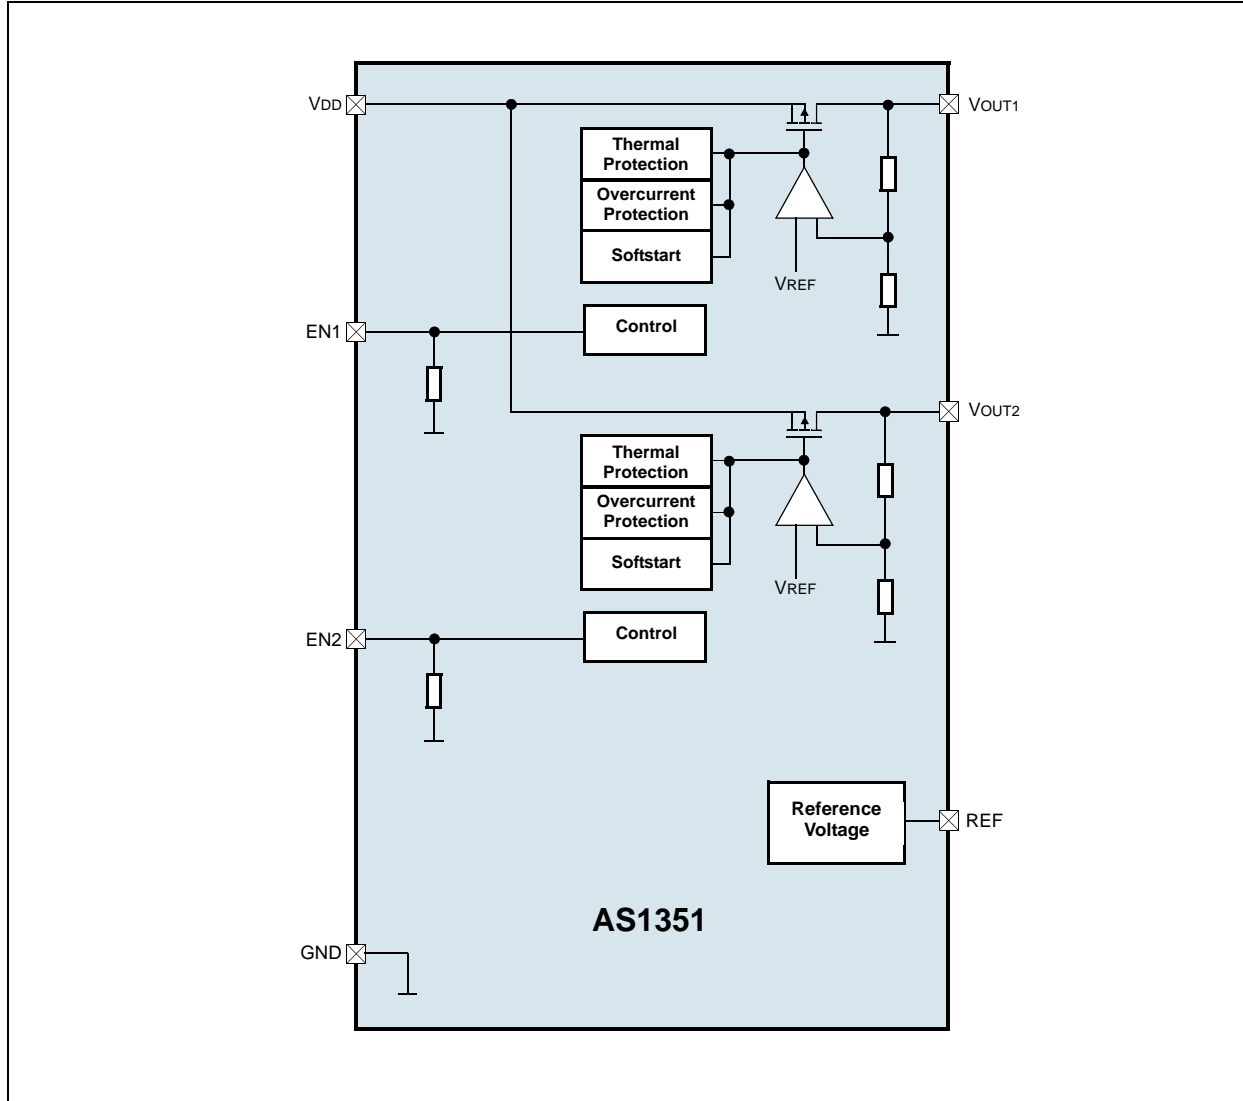 VDD
VOUT1
Thermal
Protection
Overcurrent
Protection
Softstart
VREF
EN1
Control
VOUT2
Thermal
Protection
Overcurrent
Protection
Softstart
VREF
EN2
Control
Reference
Voltage
REF
AS1351
GND